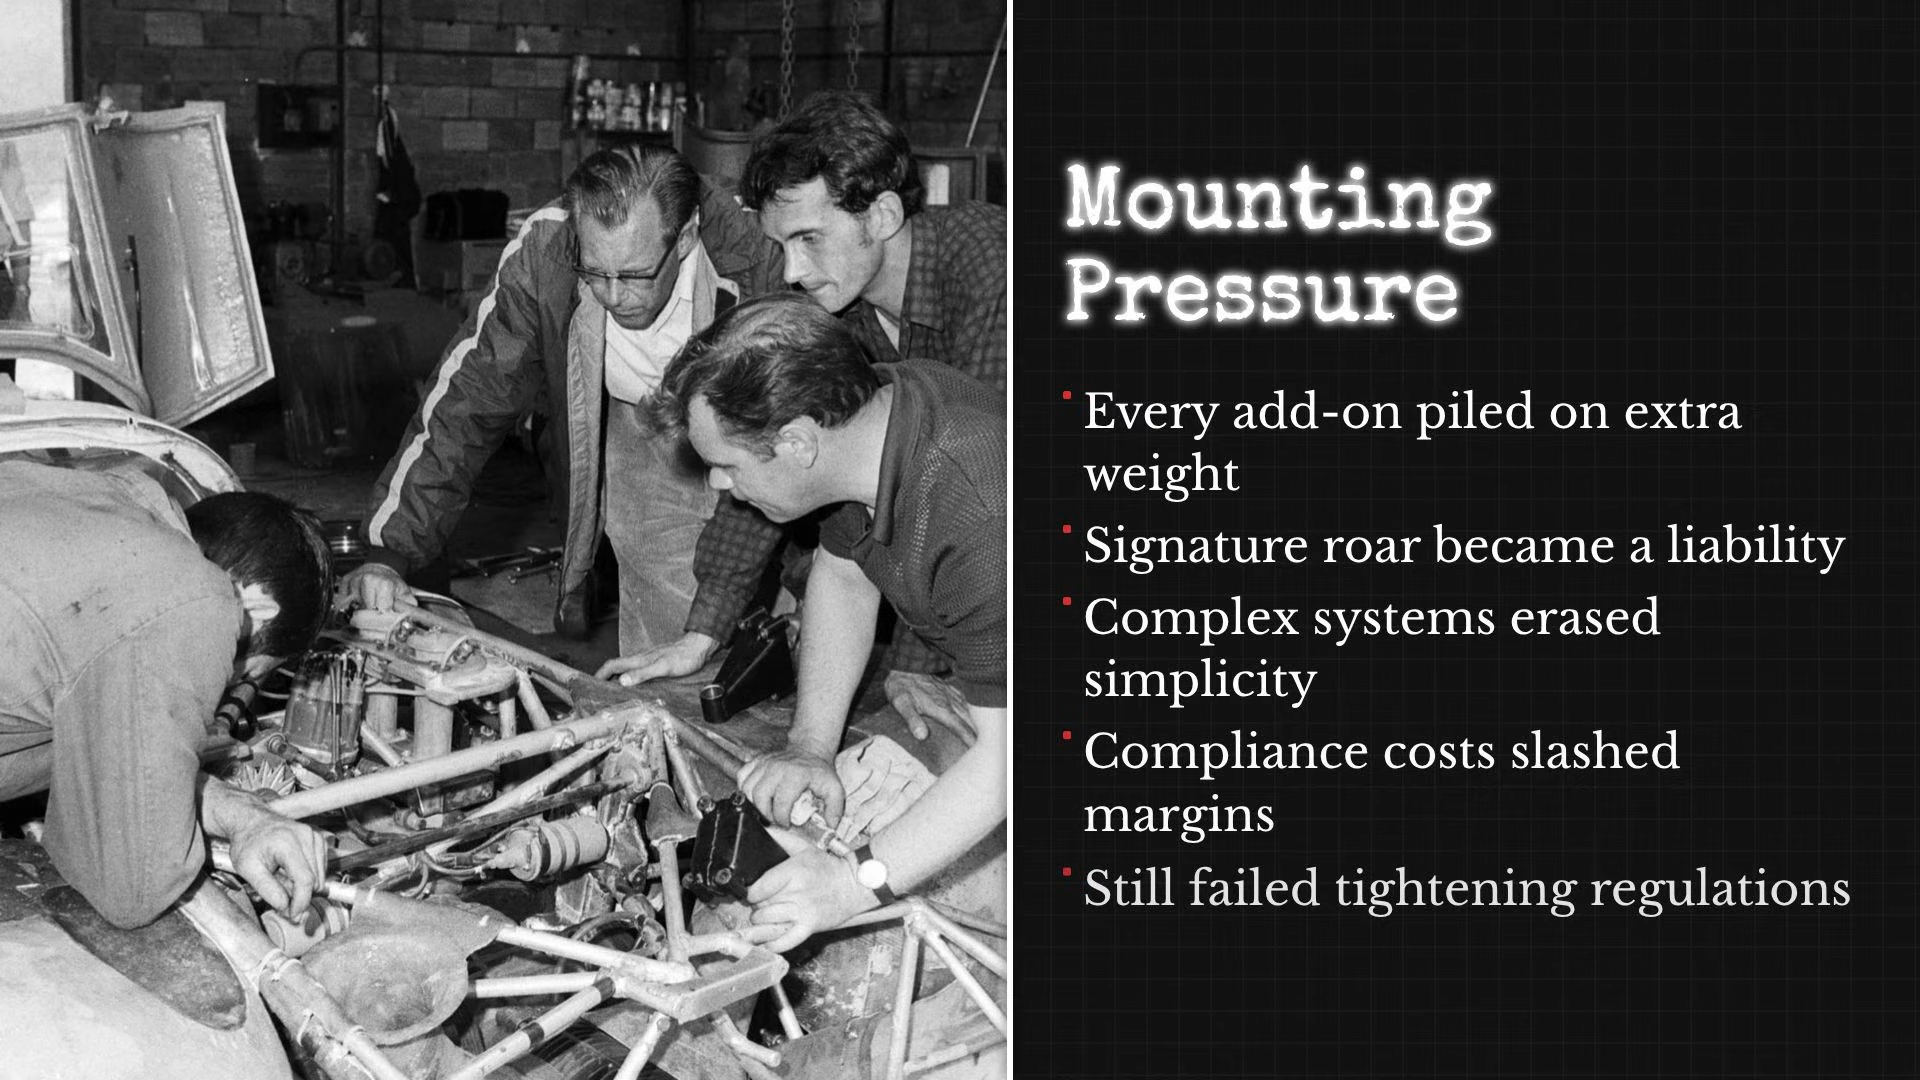 Mounting
Pressure
Every add-on piled on extra
weight
Signature roar became a liability
Complex systems erased
simplicity
Compliance costs slashed
margins
Still failed tightening regulations